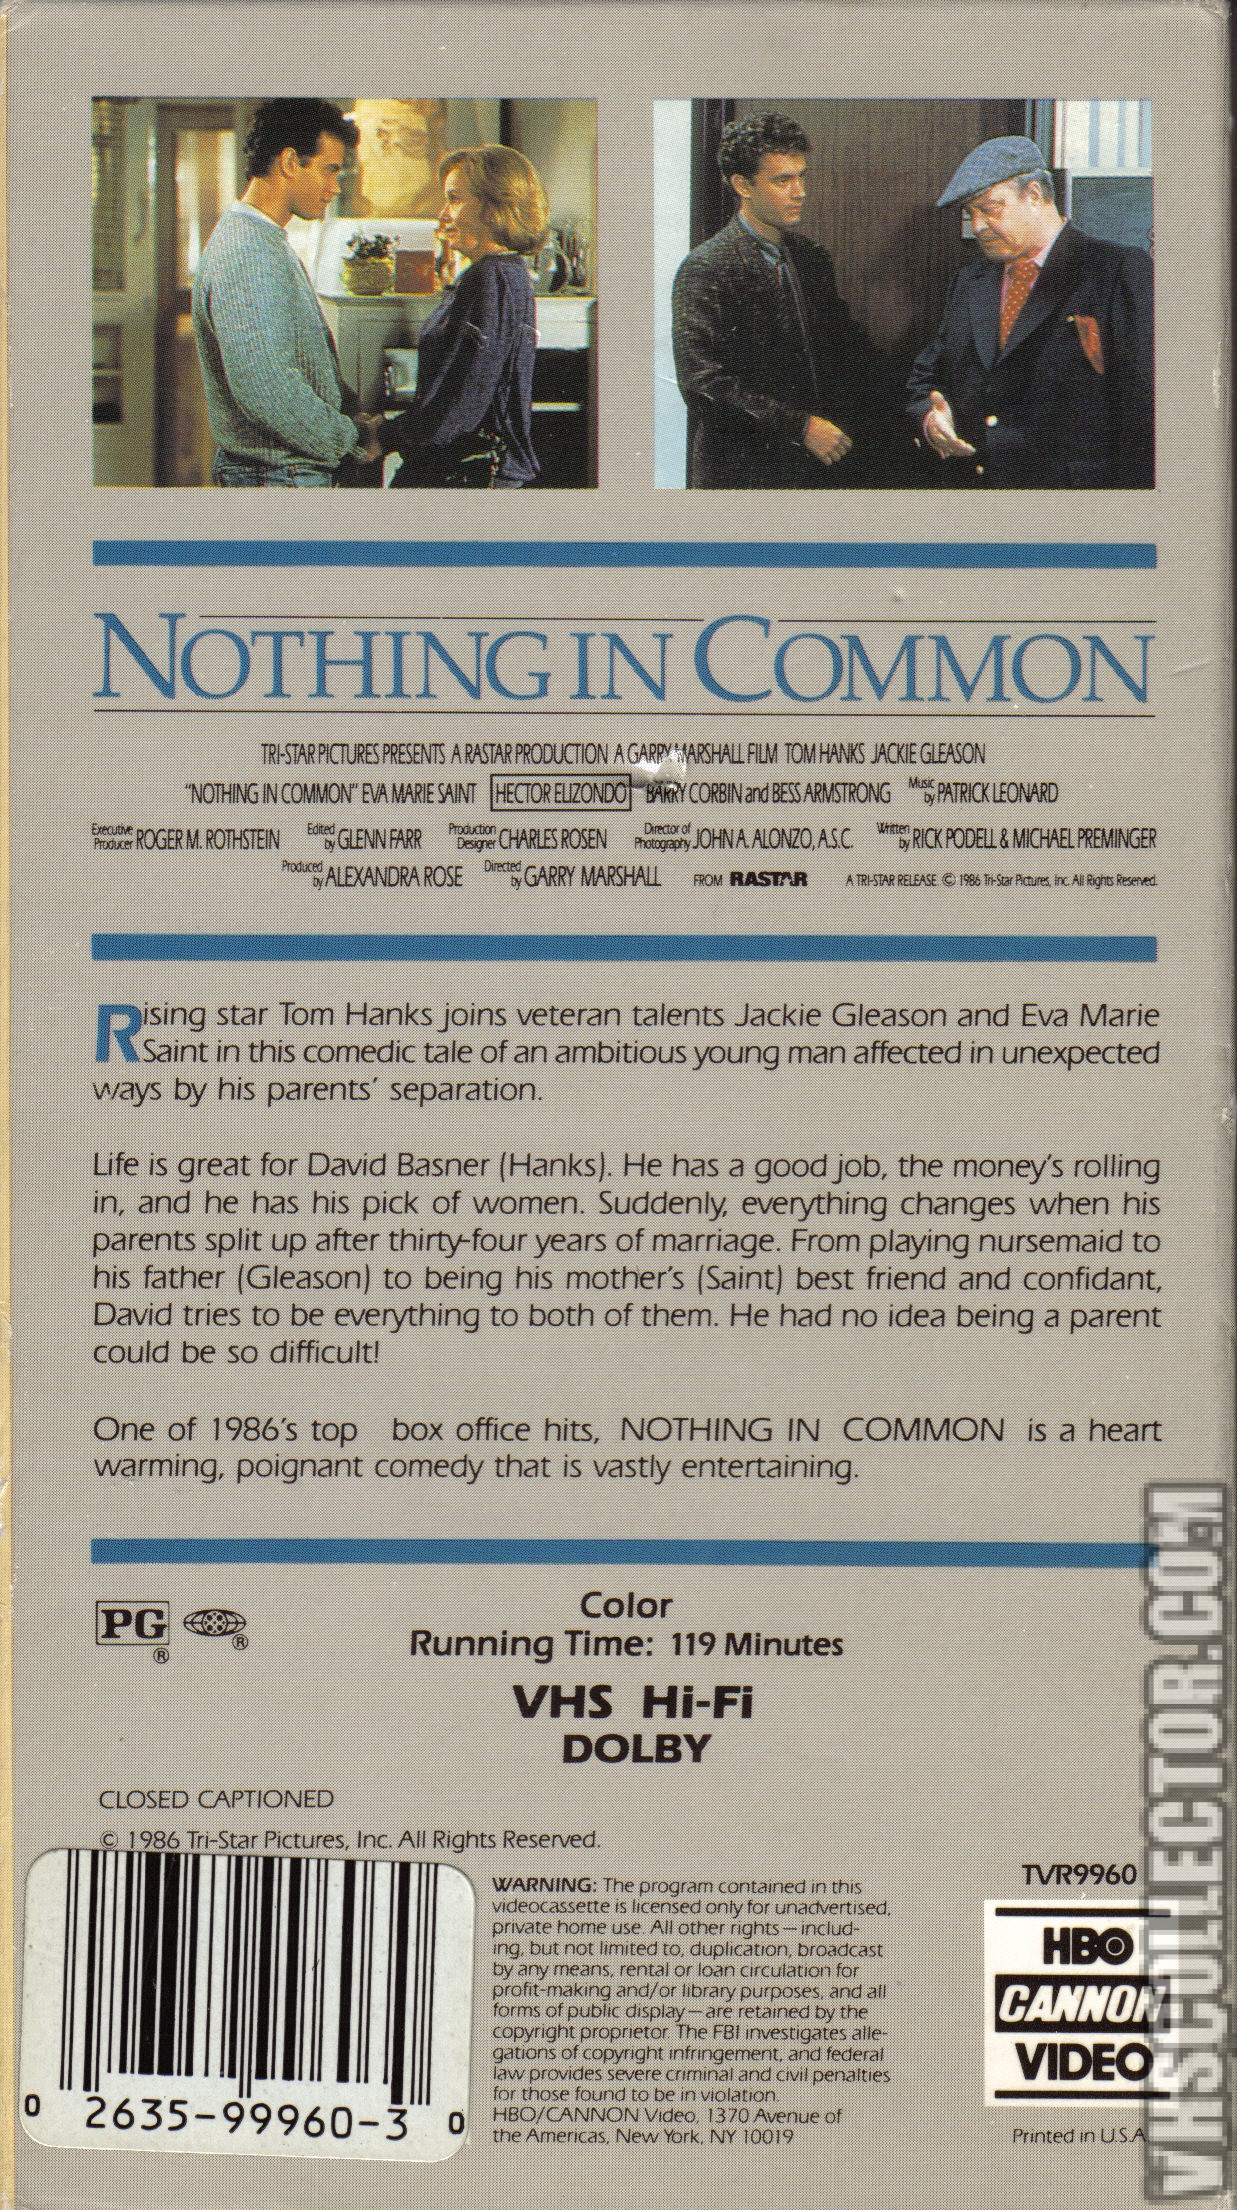 NOTHING IN COMMON
TRI-STAR PICTURES PRESENTS A RASTAR PRODUCTION A GARRY MARSHALL FILM TOM HANKS JACKIE GLEASON
"NOTHING IN COMMON" EVA MARIE SAINT HECTOR ELIZONDO BARRY CORBIN and BESS ARMSTRONG Music by PATRICK LEONARD
Executive Producer ROGER M. ROTHSTEIN Edited by GLENN FARR Production Designer CHARLES ROSEN Director of Photography JOHN A. ALONZO, A.S.C. Written by RICK PODELL & MICHAEL PREMINGER
Produced by ALEXANDRA ROSE Directed by GARRY MARSHALL FROM RASTAR A TRI-STAR RELEASE © 1986 Tri-Star Pictures, Inc. All Rights Reserved.
Rising star Tom Hanks joins veteran talents Jackie Gleason and Eva Marie
Saint in this comedic tale of an ambitious young man affected in unexpected
ways by his parents' separation.
Life is great for David Basner (Hanks). He has a good job, the money's rolling
in, and he has his pick of women. Suddenly, everything changes when his
parents split up after thirty-four years of marriage. From playing nursemaid to
his father (Gleason) to being his mother's (Saint) best friend and confidant,
David tries to be everything to both of them. He had no idea being a parent
could be so difficult!
One of 1986's top box office hits, NOTHING IN COMMON is a heart
warming, poignant comedy that is vastly entertaining.
PG ® ®
Color
Running Time: 119 Minutes
VHS Hi-Fi
DOLBY
CLOSED CAPTIONED
© 1986 Tri-Star Pictures, Inc. All Rights Reserved.
0 2635-99960-3 0
WARNING: The program contained in this
videocassette is licensed only for unadvertised,
private home use. All other rights—includ-
ing, but not limited to, duplication, broadcast
by any means, rental or loan circulation for
profit-making and/or library purposes, and all
forms of public display—are retained by the
copyright proprietor. The FBI investigates alle-
gations of copyright infringement, and federal
law provides severe criminal and civil penalties
for those found to be in violation.
HBO/CANNON Video, 1370 Avenue of
the Americas, New York, NY 10019
TVR9960
HBO
CANNON
VIDEO
Printed in U.S.A.
VHSCOLLECTOR.COM